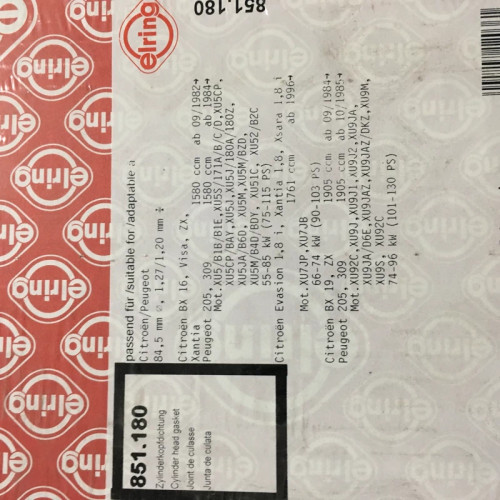 elring
851.180
passend für/suitable for/adaptable a
Citroën/Peugeot
84,5 mm ⌀, 1,27/1,20 mm ⍭
Citroën BX 16, Visa, ZX, 1580 ccm ab 09/1982→
Xantia
Peugeot 205, 309 1580 ccm ab 1984→
Mot.XU5/B1B/B1E,XU5S/171A/B/C/D,XU5CP,
XU5CP/BAY,XU5J,XU5J/180A/180Z,
XU5JA/B6D, XU5M,XU5M/BZD,
XU5M/B4D/BDY, XU51C, XU52/B2C
55-85 kW (75-115 PS)
Citroën Evasion 1,8 i, Xantia 1,8, Xsara 1,8 i
1761 ccm ab 1996→
Mot.XU7JP,XU7JB
66-74 kW (90-103 PS)
Citroën BX 19, ZX 1905 ccm ab 09/1984→
Peugeot 205, 309 1905 ccm ab 10/1985→
Mot.XU92C,XU9J,XU9J1,XU9J2,XU9JA,
XU9JA/D6E,XU9JAZ,XU9JAZ/DKZ,XU9M,
XU9S, XU92C
74-96 kW (101-130 PS)
851.180
Zylinderkopfdichtung
Cylinder head gasket
Joint de culasse
Junta de culata